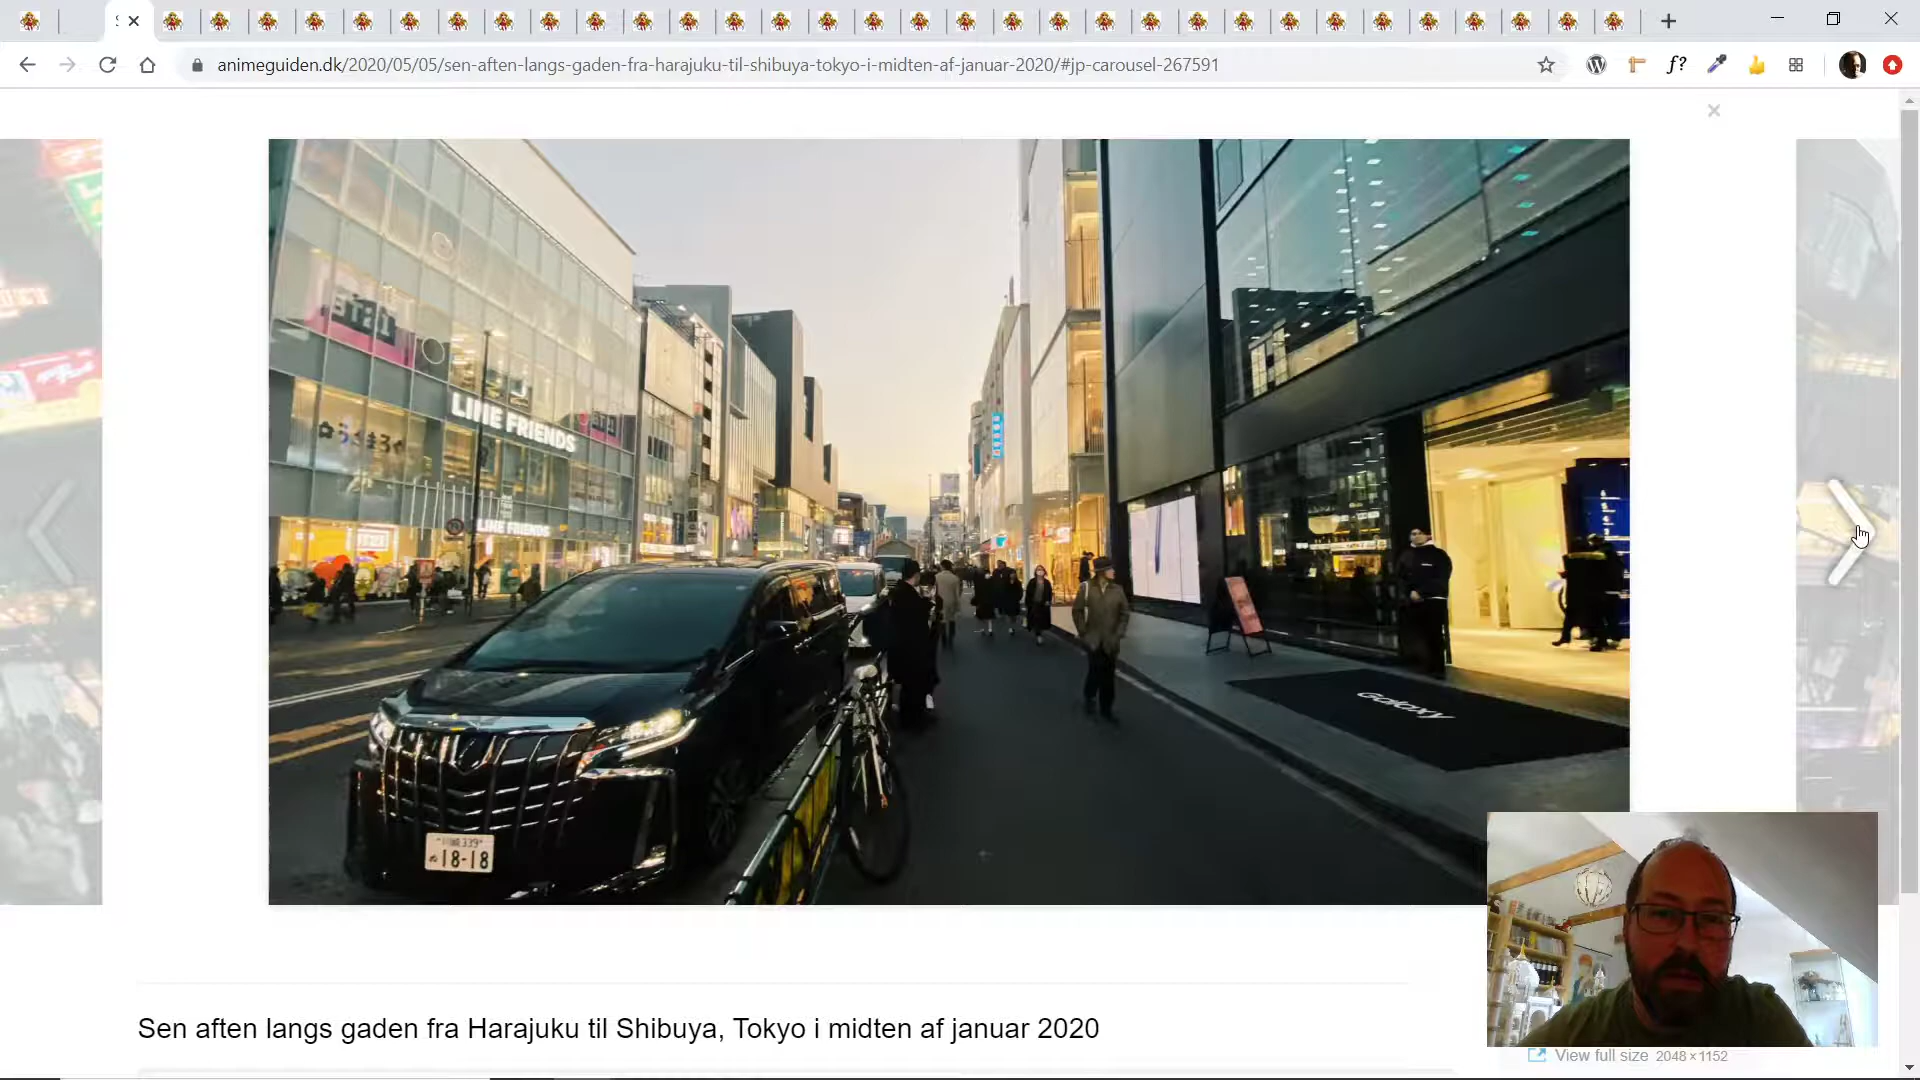 animeguiden.dk/2020/05/05/sen-aften-langs-gaden-fra-harajuku-til-shibuya-tokyo-i-midten-af-januar-2020/#jp-carousel-267591
LINE FRIENDS
LINE FRIENDS
Galaxy
18-18
Sen aften langs gaden fra Harajuku til Shibuya, Tokyo i midten af januar 2020
View full size 2048×1152